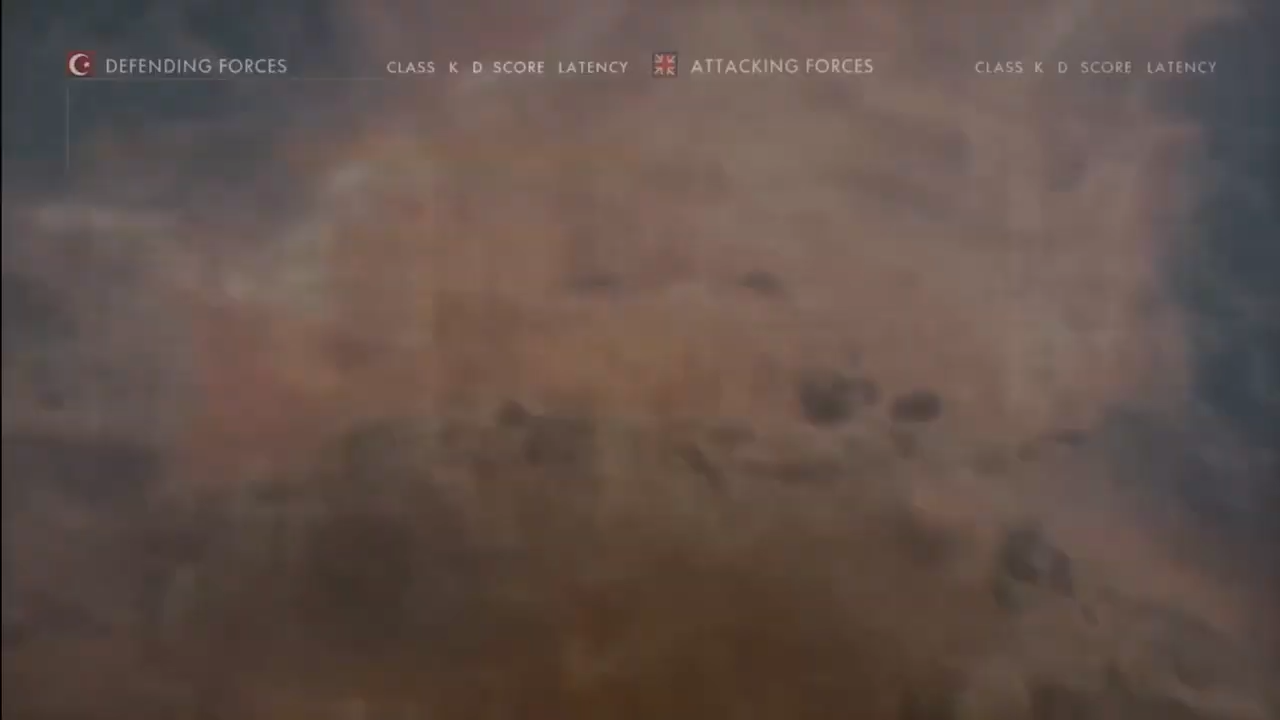 DEFENDING FORCES CLASS K D SCORE LATENCY
ATTACKING FORCES CLASS K D SCORE LATENCY